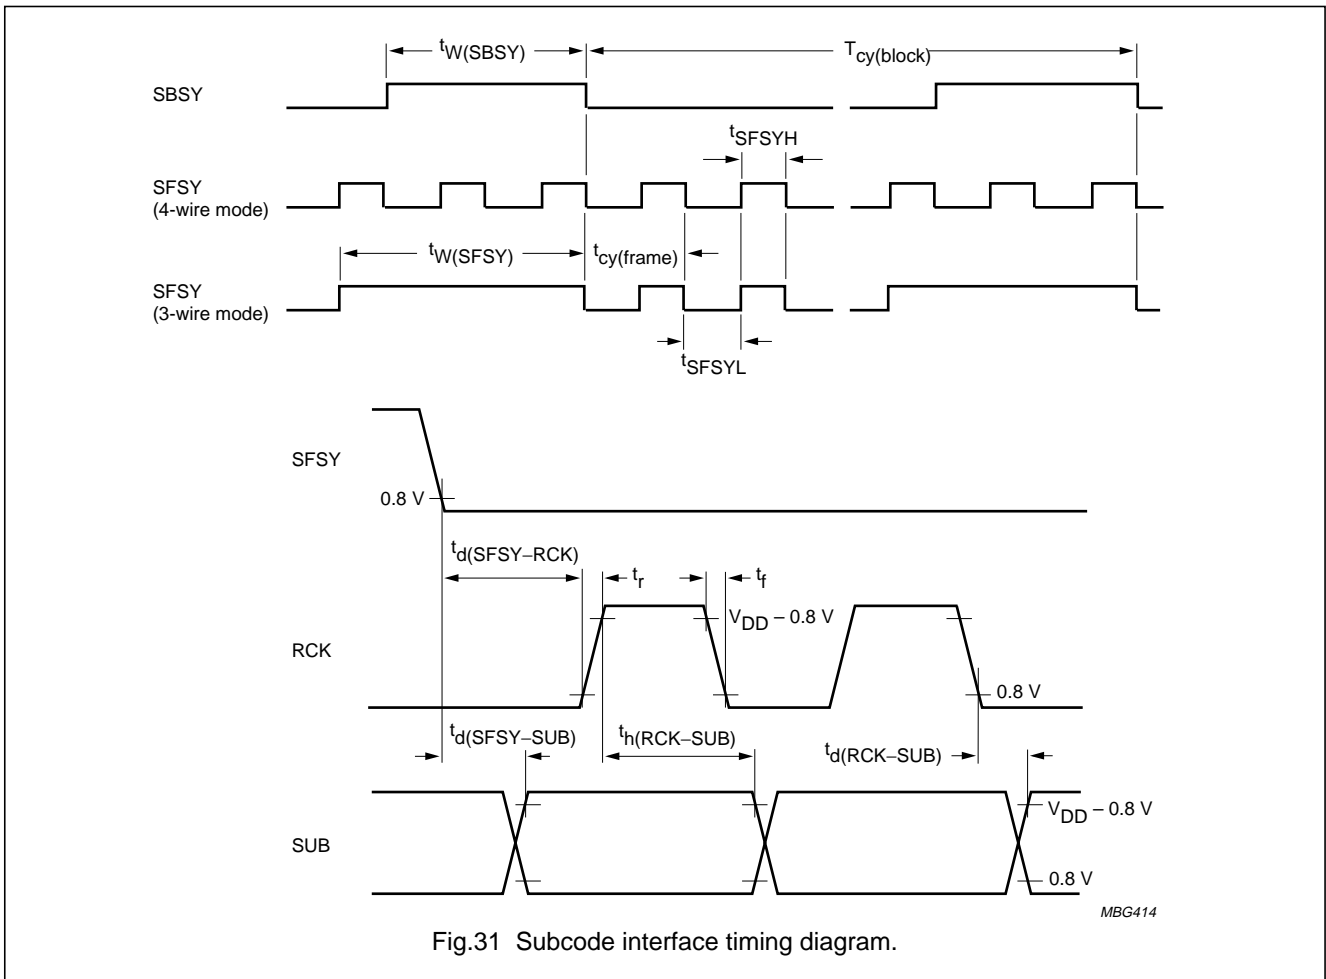 tW(SBSY)
Tcy(block)
SBSY
tSFSYH
SFSY
(4-wire mode)
tW(SFSY)
tcy(frame)
SFSY
(3-wire mode)
tSFSYL
SFSY
0.8 V
td(SFSY–RCK)
tr
tf
VDD – 0.8 V
RCK
0.8 V
td(SFSY–SUB)
th(RCK–SUB)
td(RCK–SUB)
VDD – 0.8 V
SUB
0.8 V
MBG414
Fig.31 Subcode interface timing diagram.